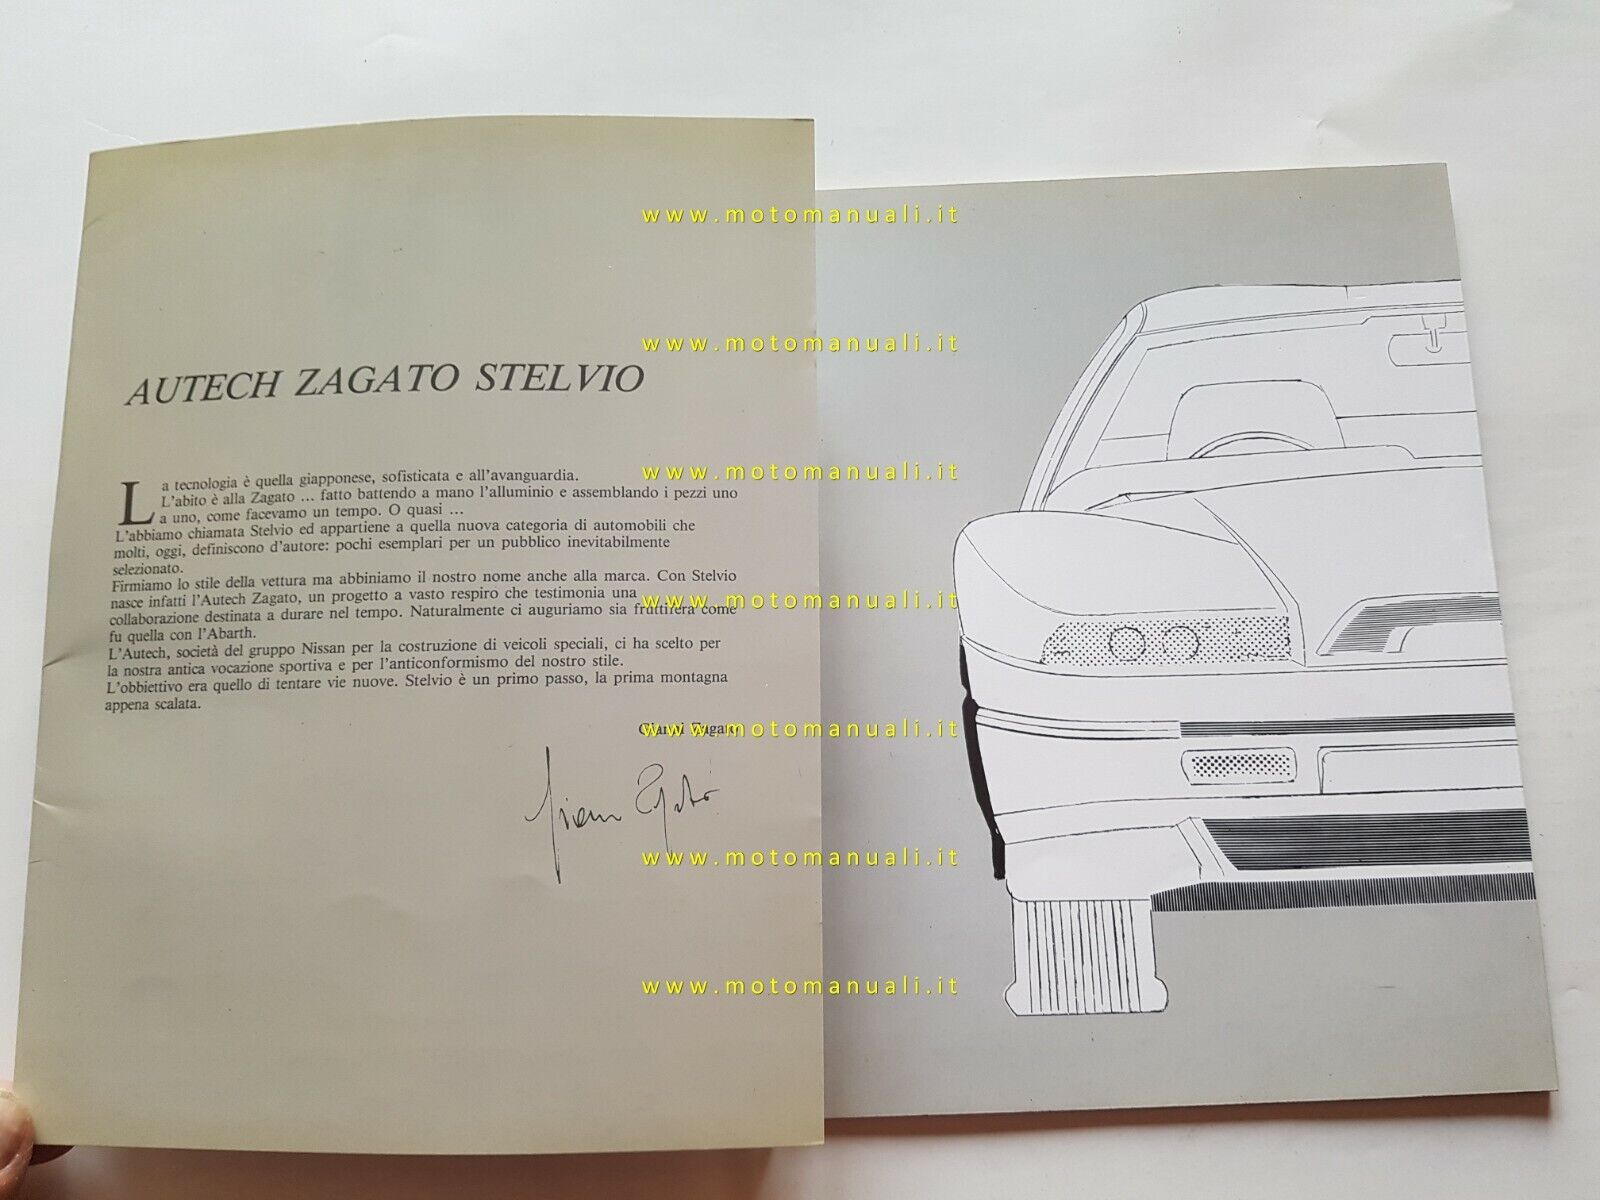 AUTECH ZAGATO STELVIO
La tecnologia è quella giapponese, sofisticata e all'avanguardia.
L'abito è alla Zagato ... fatto battendo a mano l'alluminio e assemblando i pezzi uno
a uno, come facevamo un tempo. O quasi ...
L'abbiamo chiamata Stelvio ed appartiene a quella nuova categoria di automobili che
molti, oggi, definiscono d'autore: pochi esemplari per un pubblico inevitabilmente
selezionato.
Firmiamo lo stile della vettura ma abbiniamo il nostro nome anche alla marca. Con Stelvio
nasce infatti l'Autech Zagato, un progetto a vasto respiro che testimonia una
collaborazione destinata a durare nel tempo. Naturalmente ci auguriamo sia fruttifera come
fu quella con l'Abarth.
L'Autech, società del gruppo Nissan per la costruzione di veicoli speciali, ci ha scelto per
la nostra antica vocazione sportiva e per l'anticonformismo del nostro stile.
L'obbiettivo era quello di tentare vie nuove. Stelvio è un primo passo, la prima montagna
appena scalata.
Gianni Zagato
Gianni Zagato
www.motomanuali.it
www.motomanuali.it
www.motomanuali.it
www.motomanuali.it
www.motomanuali.it
www.motomanuali.it
www.motomanuali.it